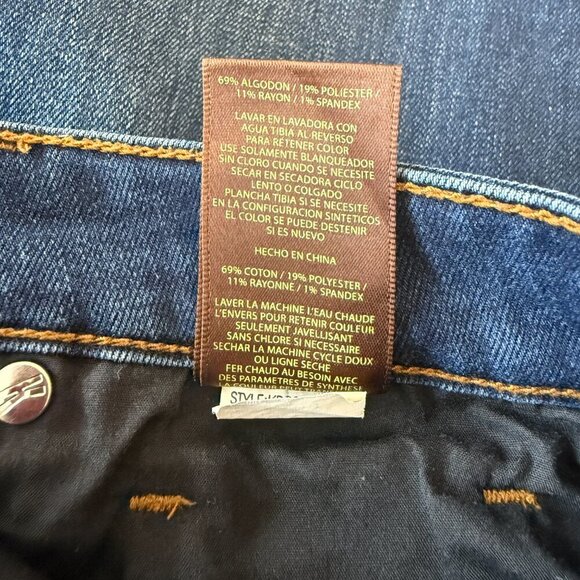 69% ALGODON / 19% POLIESTER /
11% RAYON / 1% SPANDEX
LAVAR EN LAVADORA CON
AGUA TIBIA AL REVERSO
PARA RETENER COLOR
USE SOLAMENTE BLANQUEADOR
SIN CLORO CUANDO SE NECESITE
SECAR EN SECADORA CICLO
LENTO O COLGADO
PLANCHA TIBIA SI SE NECESITE
EN LA CONFIGURACION SINTETICOS
EL COLOR SE PUEDE DESTENIR
SI ES NUEVO
HECHO EN CHINA
69% COTON / 19% POLYESTER /
11% RAYONNE / 1% SPANDEX
LAVER LA MACHINE L'EAU CHAUDE
L'ENVERS POUR RETENIR COULEUR
SEULEMENT JAVELLISANT
SANS CHLORE SI NECESSAIRE
SECHAR LA MACHINE CYCLE DOUX
OU LIGNE SÈCHE
FER CHAUD AU BESOIN AVEC
DES PARAMETRES DE SYNTHESE
STYLE: